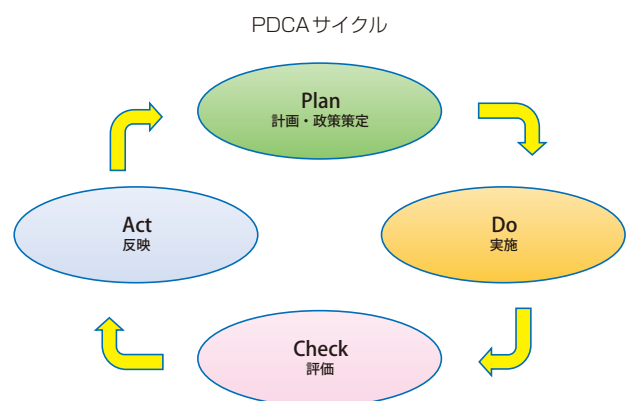 PDCAサイクル
Plan
計画・政策策定
Act
反映
Do
実施
Check
評価